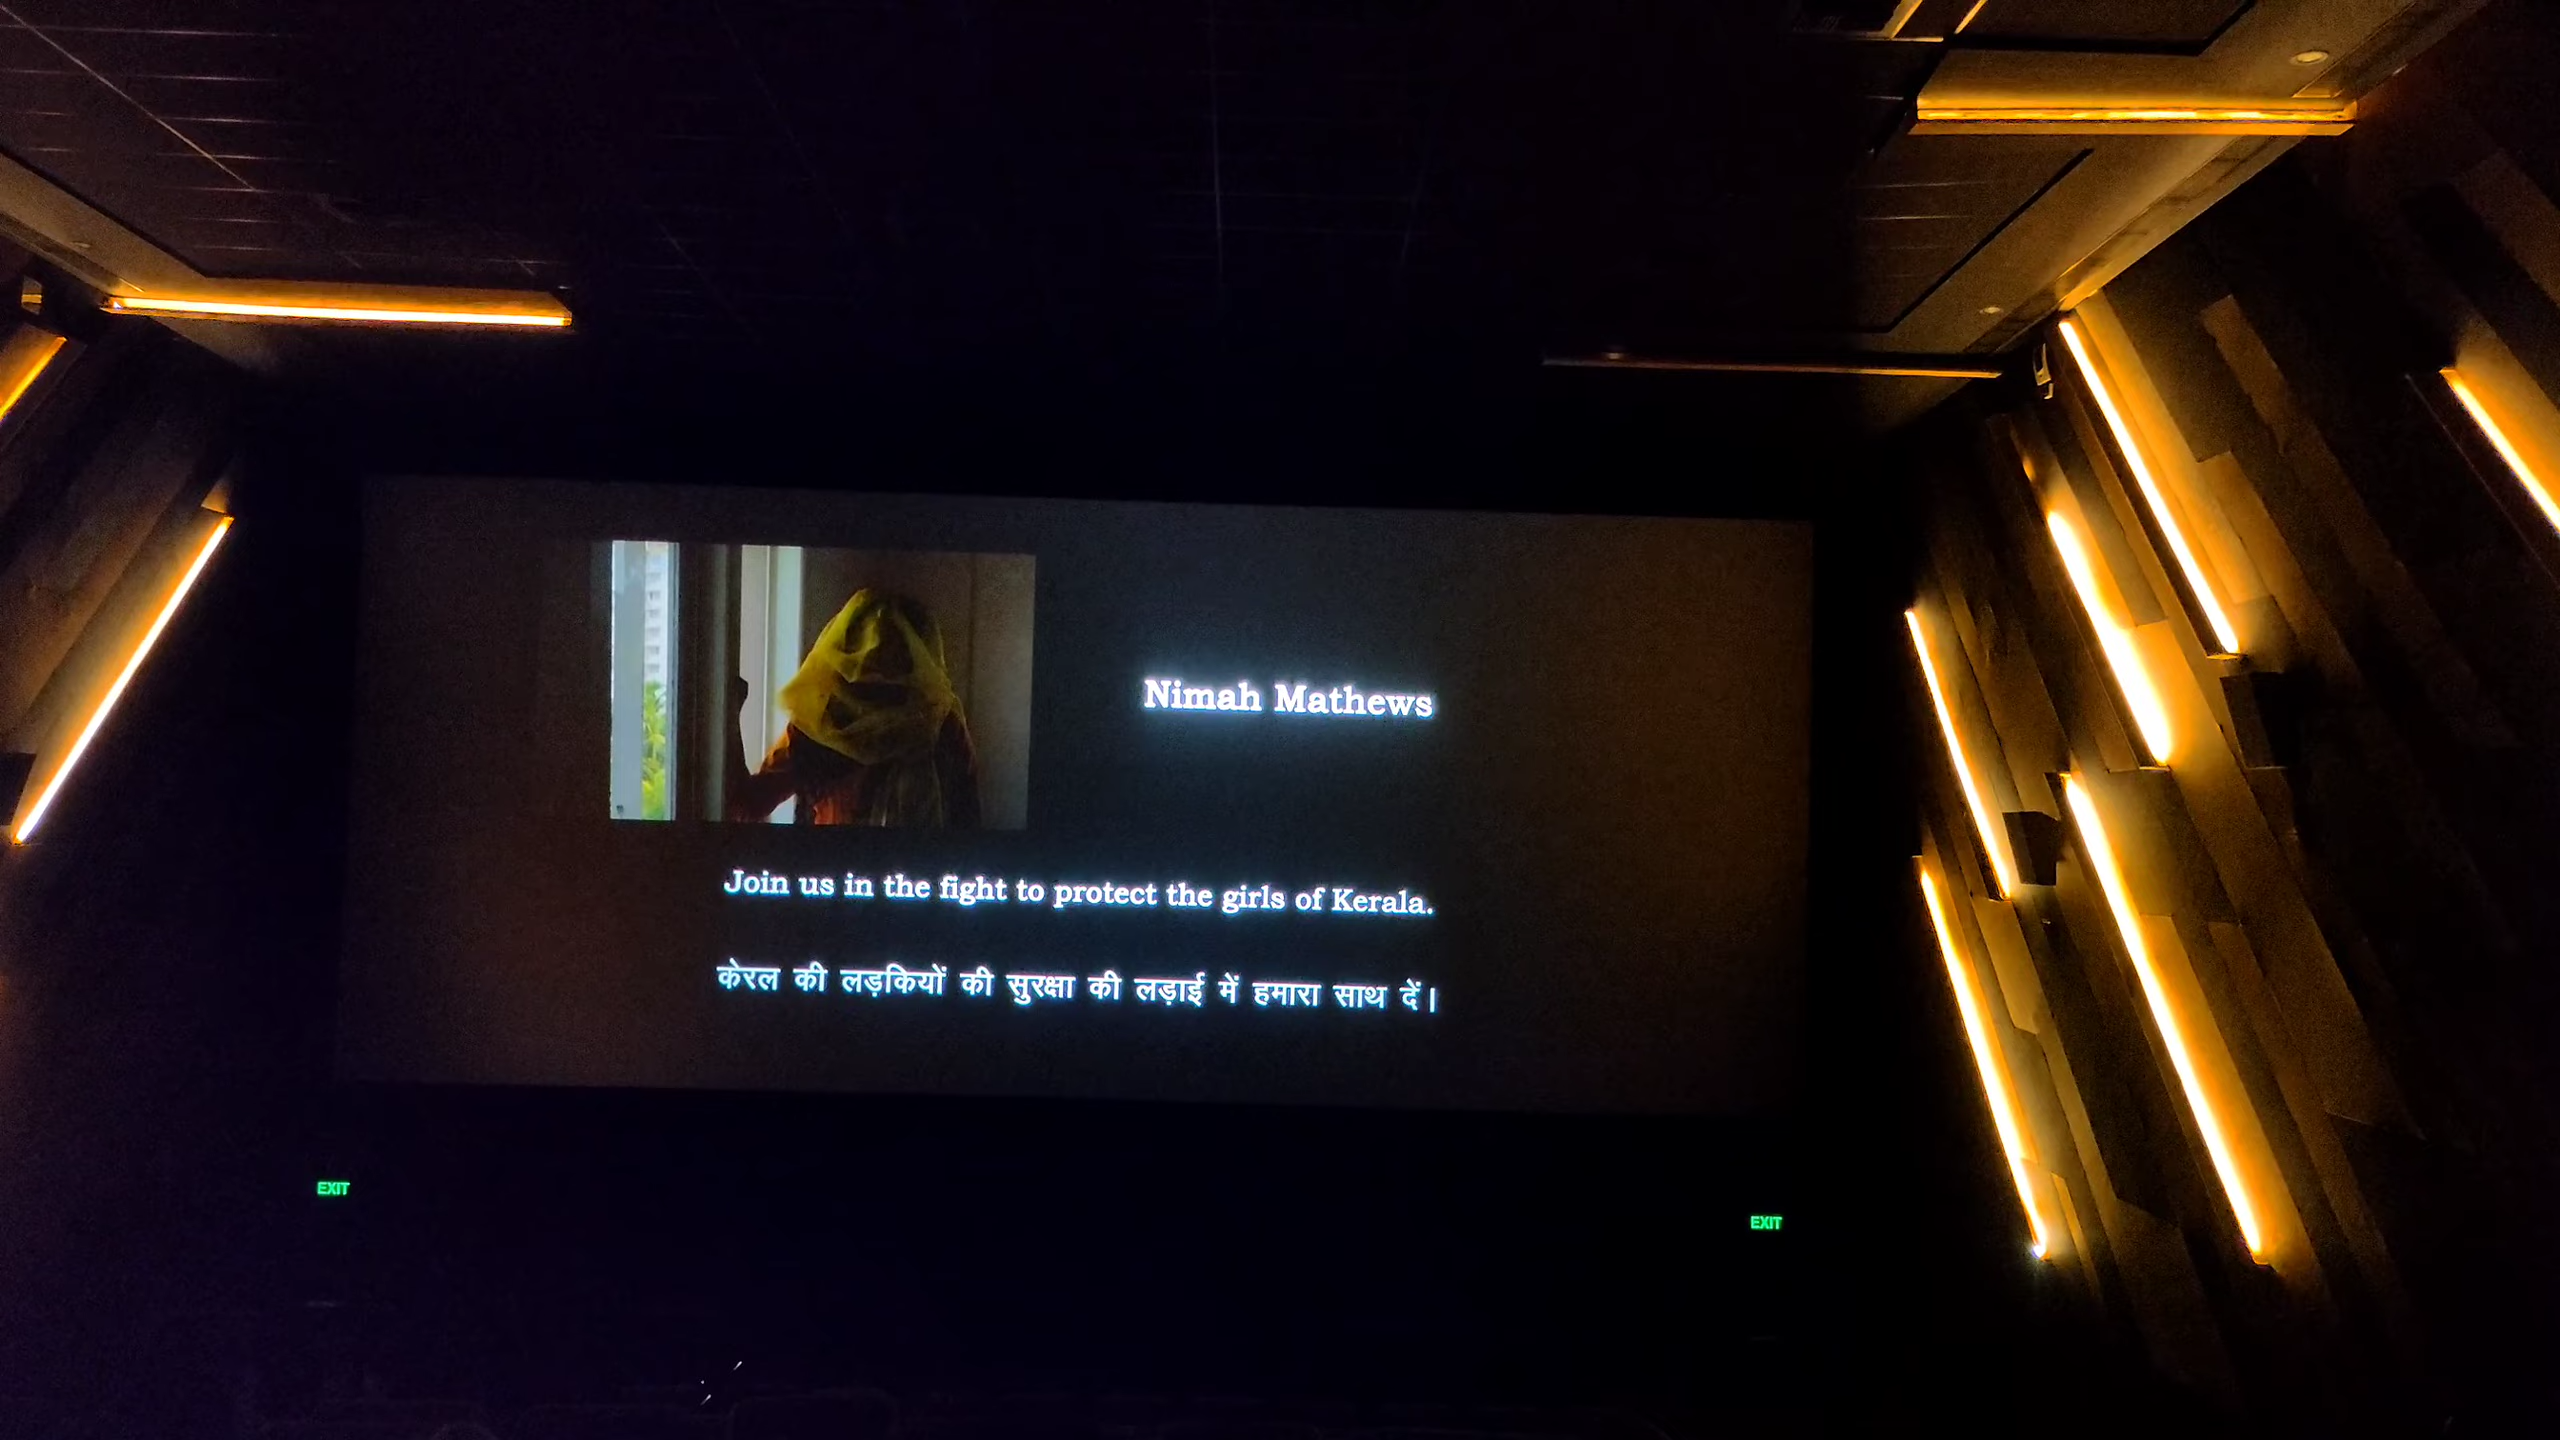 Nimah Mathews
Join us in the fight to protect the girls of Kerala.
केरल की लड़कियों की सुरक्षा की लड़ाई में हमारा साथ दें।
EXIT
EXIT